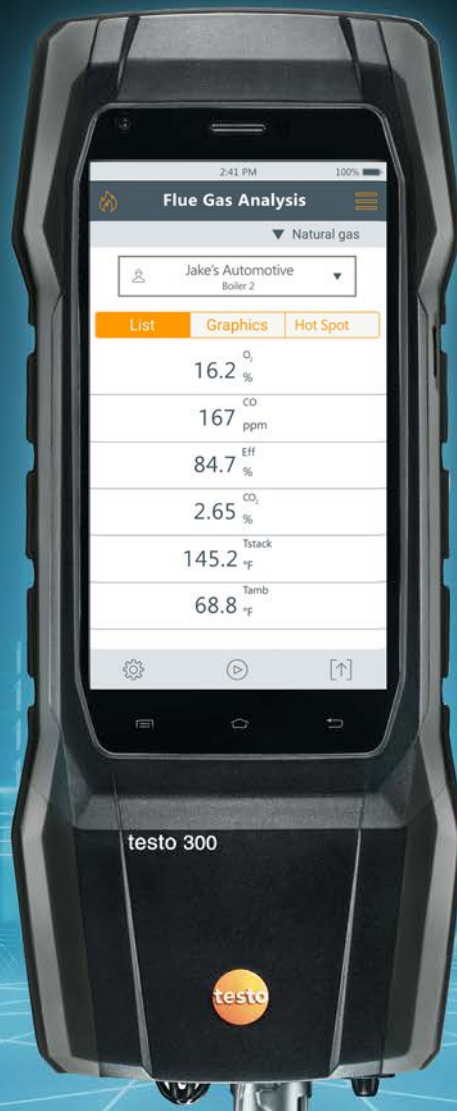 2:41 PM 100%
Flue Gas Analysis
▼ Natural gas
Jake's Automotive ▼
Boiler 2
List Graphics Hot Spot
16.2 O₂ %
167 CO ppm
84.7 Eff %
2.65 CO₂ %
145.2 Tstack °F
68.8 Tamb °F
testo 300
testo